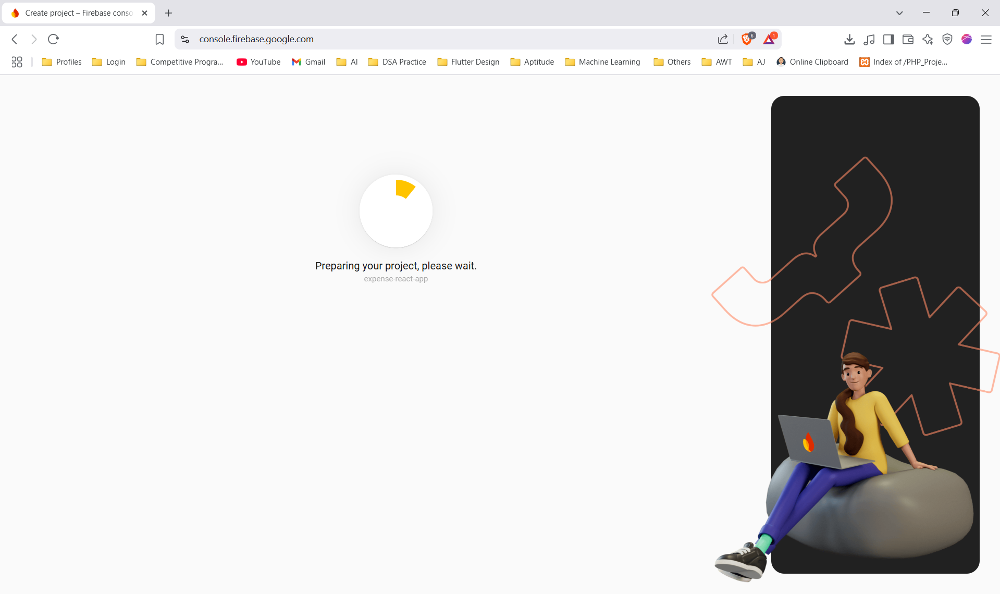 Create project – Firebase conso
console.firebase.google.com
6
1
Profiles
Login
Competitive Progra...
YouTube
Gmail
AI
DSA Practice
Flutter Design
Aptitude
Machine Learning
Others
AWT
AJ
Online Clipboard
Index of /PHP_Proje...
Preparing your project, please wait.
expense-react-app